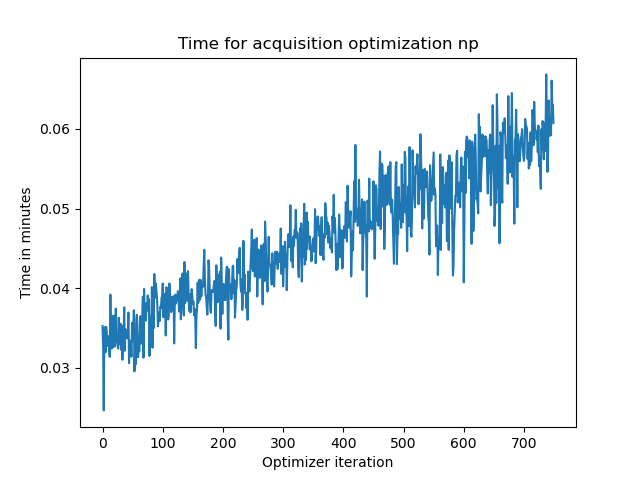 Time for acquisition optimization np
Time in minutes
0.06
0.05
0.04
0.03
0 100 200 300 400 500 600 700
Optimizer iteration